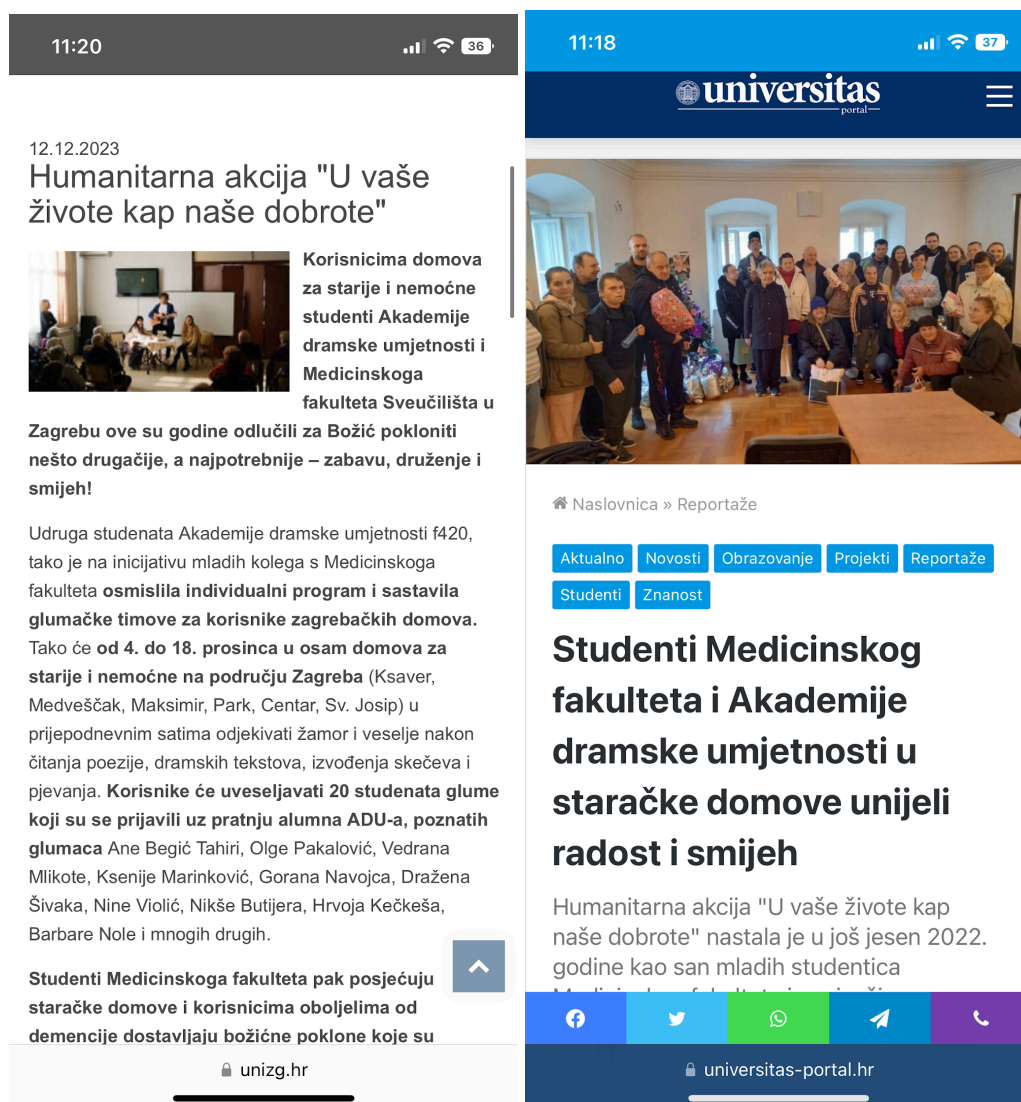 11:20
36
12.12.2023
Humanitarna akcija "U vaše
živote kap naše dobrote"
Korisnicima domova
za starije i nemoćne
studenti Akademije
dramske umjetnosti i
Medicinskoga
fakulteta Sveučilišta u
Zagrebu ove su godine odlučili za Božić pokloniti
nešto drugačije, a najpotrebnije – zabavu, druženje i
smijeh!
Udruga studenata Akademije dramske umjetnosti f420,
tako je na inicijativu mladih kolega s Medicinskoga
fakulteta osmislila individualni program i sastavila
glumačke timove za korisnike zagrebačkih domova.
Tako će od 4. do 18. prosinca u osam domova za
starije i nemoćne na području Zagreba (Ksaver,
Medveščak, Maksimir, Park, Centar, Sv. Josip) u
prijepodnevnim satima odjekivati žamor i veselje nakon
čitanja poezije, dramskih tekstova, izvođenja skečeva i
pjevanja. Korisnike će uveseljavati 20 studenata glume
koji su se prijavili uz pratnju alumna ADU-a, poznatih
glumaca Ane Begić Tahiri, Olge Pakalović, Vedrana
Mlikote, Ksenije Marinković, Gorana Navojca, Dražena
Šivaka, Nine Violić, Nikše Butijera, Hrvoja Kečkeša,
Barbare Nole i mnogih drugih.
Studenti Medicinskoga fakulteta pak posjećuju
staračke domove i korisnicima oboljelima od
demencije dostavljaju božićne poklone koje su
unizg.hr
11:18
37
universitas
portal
Naslovnica » Reportaže
Aktualno Novosti Obrazovanje Projekti Reportaže
Studenti Znanost
Studenti Medicinskog
fakulteta i Akademije
dramske umjetnosti u
staračke domove unijeli
radost i smijeh
Humanitarna akcija "U vaše živote kap
naše dobrote" nastala je u još jesen 2022.
godine kao san mladih studentica
universitas-portal.hr